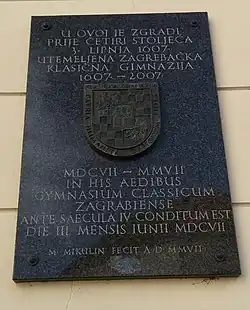 U OVOJ JE ZGRADI
PRIJE ČETIRI STOLJEĆA
3. LIPNJA 1607.
UTEMELJENA ZAGREBAČKA
KLASIČNA GIMNAZIJA
1607 – 2007
MDCVII – MMVII
IN HIS AEDIBUS
GYMNASIUM CLASSICUM
ZAGRABIENSE
ANTE SAECULA IV CONDITUM EST
DIE III MENSIS IUNII MDCVII
M. MIKULIN FECIT A.D. MMVII